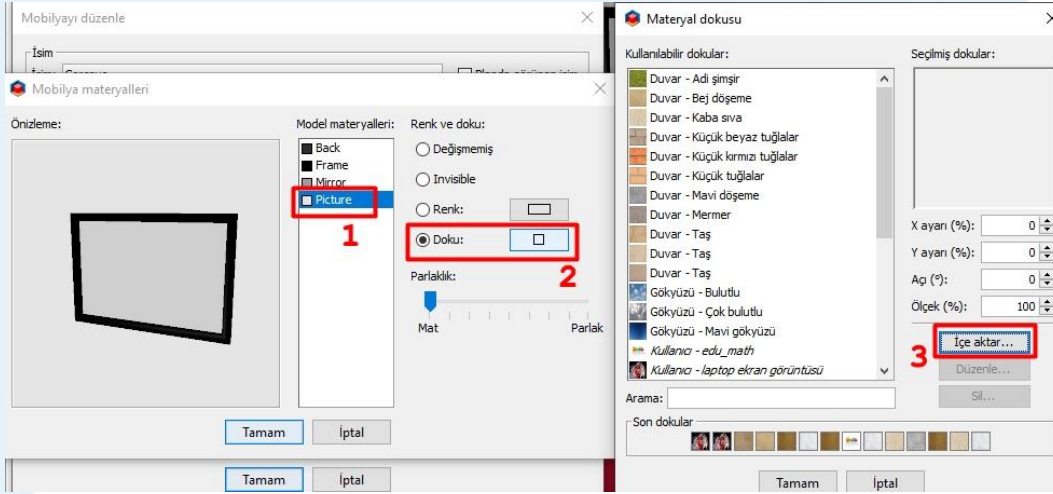 Mobilyayı düzenle
İsim
Mobilya materyalleri
Önizleme:
Model materyalleri:
Back
Frame
Mirror
Picture
1
Renk ve doku:
Değişmemiş
Invisible
Renk:
Doku:
2
Parlaklık:
Mat
Parlak
Tamam
İptal
Tamam
İptal
Materyal dokusu
Kullanılabilir dokular:
Duvar - Adi şimşir
Duvar - Bej döşeme
Duvar - Kaba sıva
Duvar - Küçük beyaz tuğlalar
Duvar - Küçük kırmızı tuğlalar
Duvar - Küçük tuğlalar
Duvar - Mavi döşeme
Duvar - Mermer
Duvar - Taş
Duvar - Taş
Duvar - Taş
Gökyüzü - Bulutlu
Gökyüzü - Çok bulutlu
Gökyüzü - Mavi gökyüzü
Kullanıcı - edu_math
Kullanıcı - laptop ekran görüntüsü
Arama:
Son dokular
Seçilmiş dokular:
X ayarı (%): 0
Y ayarı (%): 0
Açı (°): 0
Ölçek (%): 100
3
İçe aktar...
Düzenle...
Sil...
Tamam
İptal